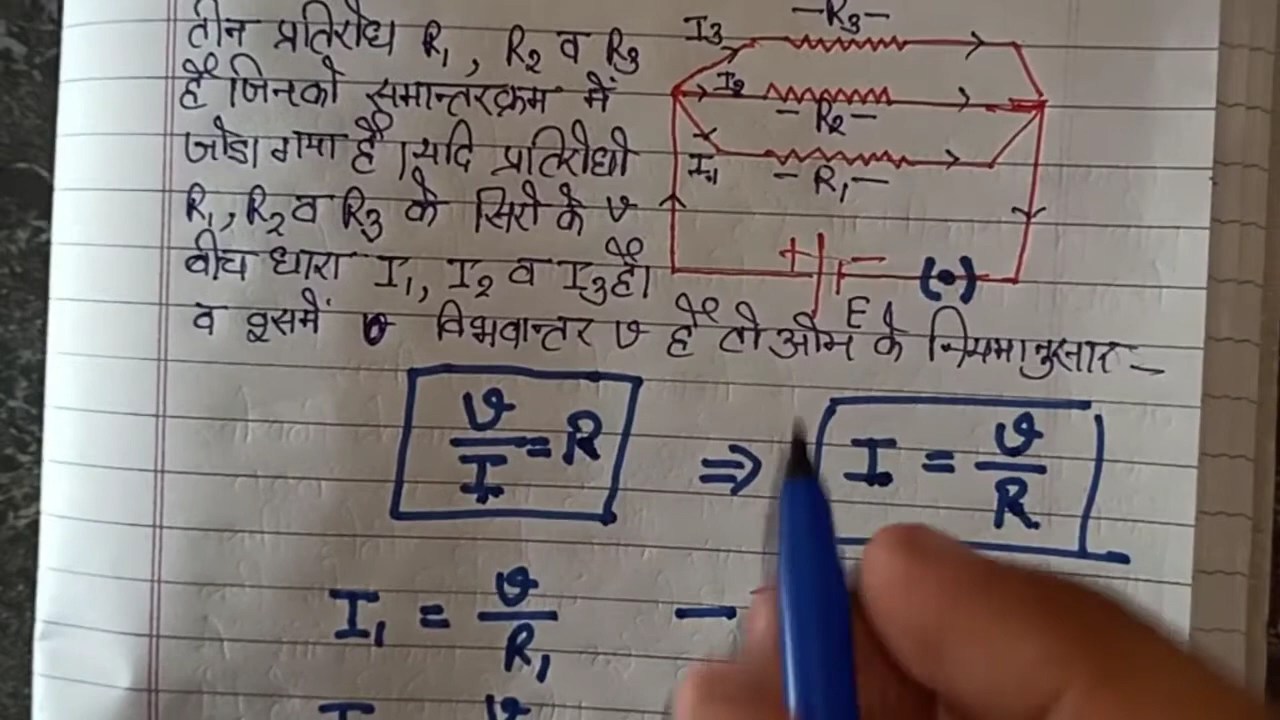 तीन प्रतिरोध R₁, R₂ व R₃
है जिनको समान्तरक्रम में
जोडा गया है। यदि प्रतिरोधो
R₁, R₂ व R₃ के सिरो के v
बीच धारा I₁, I₂ व I₃ है।
व इसमें v विभवान्तर v है तो ओम के नियमानुसार –
I₃ –R₃–
I₂ –R₂–
I₁ –R₁–
+ –
E (•)
v/I = R ⇒ I = v/R
I₁ = v/R₁ –
I v